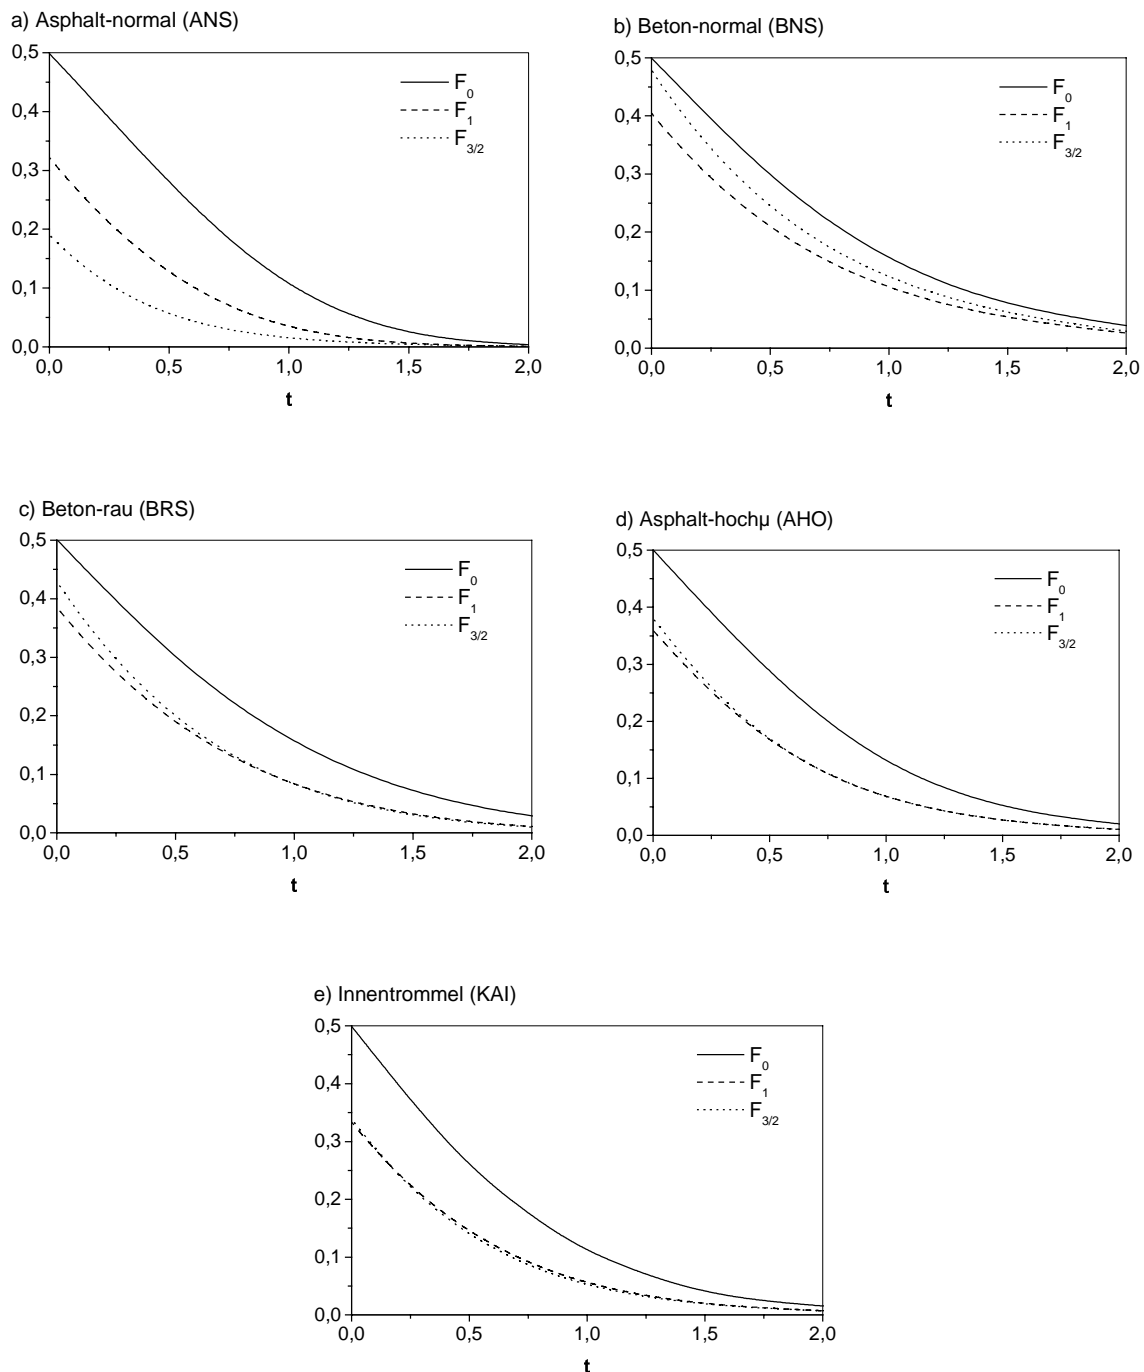 a) Asphalt-normal (ANS)
0,5
0,4
0,3
0,2
0,1
0,0
0,0 0,5 1,0 1,5 2,0
t
F0
F1
F3/2
b) Beton-normal (BNS)
0,5
0,4
0,3
0,2
0,1
0,0
0,0 0,5 1,0 1,5 2,0
t
F0
F1
F3/2
c) Beton-rau (BRS)
0,5
0,4
0,3
0,2
0,1
0,0
0,0 0,5 1,0 1,5 2,0
t
F0
F1
F3/2
d) Asphalt-hochµ (AHO)
0,5
0,4
0,3
0,2
0,1
0,0
0,0 0,5 1,0 1,5 2,0
t
F0
F1
F3/2
e) Innentrommel (KAI)
0,5
0,4
0,3
0,2
0,1
0,0
0,0 0,5 1,0 1,5 2,0
t
F0
F1
F3/2